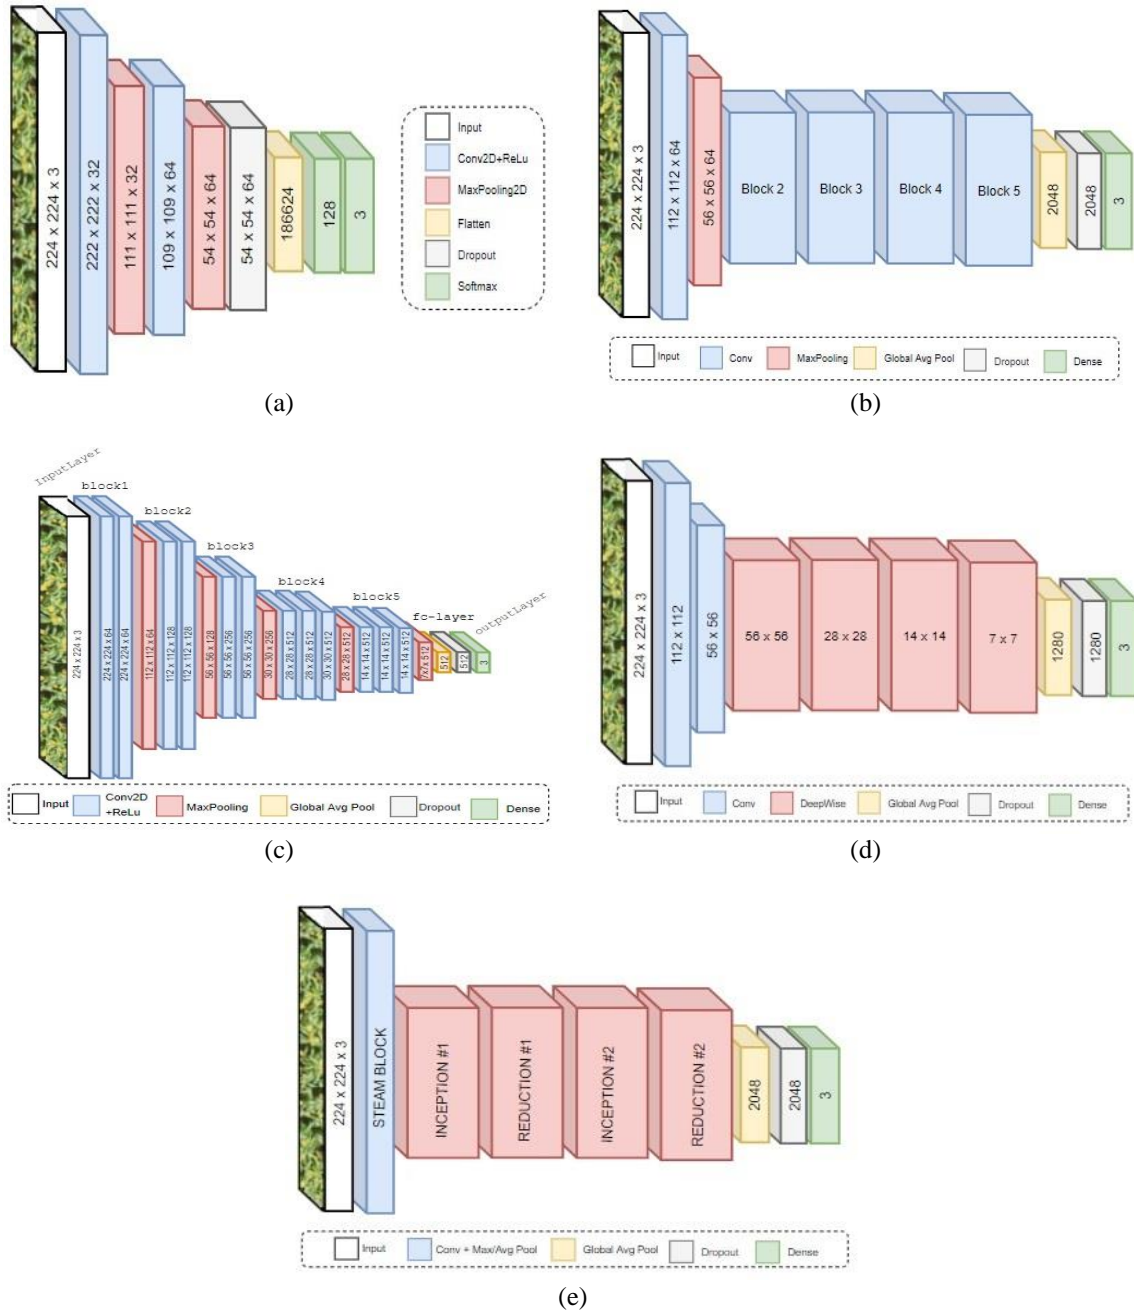 224 x 224 x 3
222 x 222 x 32
111 x 111 x 32
109 x 109 x 64
54 x 54 x 64
54 x 54 x 64
186624
128
3
Input
Conv2D+ReLu
MaxPooling2D
Flatten
Dropout
Softmax
(a)
224 x 224 x 3
112 x 112 x 64
56 x 56 x 64
Block 2
Block 3
Block 4
Block 5
2048
2048
3
Input
Conv
MaxPooling
Global Avg Pool
Dropout
Dense
(b)
InputLayer
block1
block2
block3
block4
block5
fc-layer
outputLayer
224 x 224 x 3
224 x 224 x 64
224 x 224 x 64
112 x 112 x 64
112 x 112 x 128
112 x 112 x 128
56 x 56 x 128
56 x 56 x 256
56 x 56 x 256
30 x 30 x 256
28 x 28 x 512
28 x 28 x 512
30 x 30 x 512
28 x 28 x 512
14 x 14 x 512
14 x 14 x 512
14 x 14 x 512
7x7x 512
512
512
3
Input
Conv2D
+ReLu
MaxPooling
Global Avg Pool
Dropout
Dense
(c)
224 x 224 x 3
112 x 112
56 x 56
56 x 56
28 x 28
14 x 14
7 x 7
1280
1280
3
Input
Conv
DeepWise
Global Avg Pool
Dropout
Dense
(d)
224 x 224 x 3
STEAM BLOCK
INCEPTION #1
REDUCTION #1
INCEPTION #2
REDUCTION #2
2048
2048
3
Input
Conv + Max/Avg Pool
Global Avg Pool
Dropout
Dense
(e)